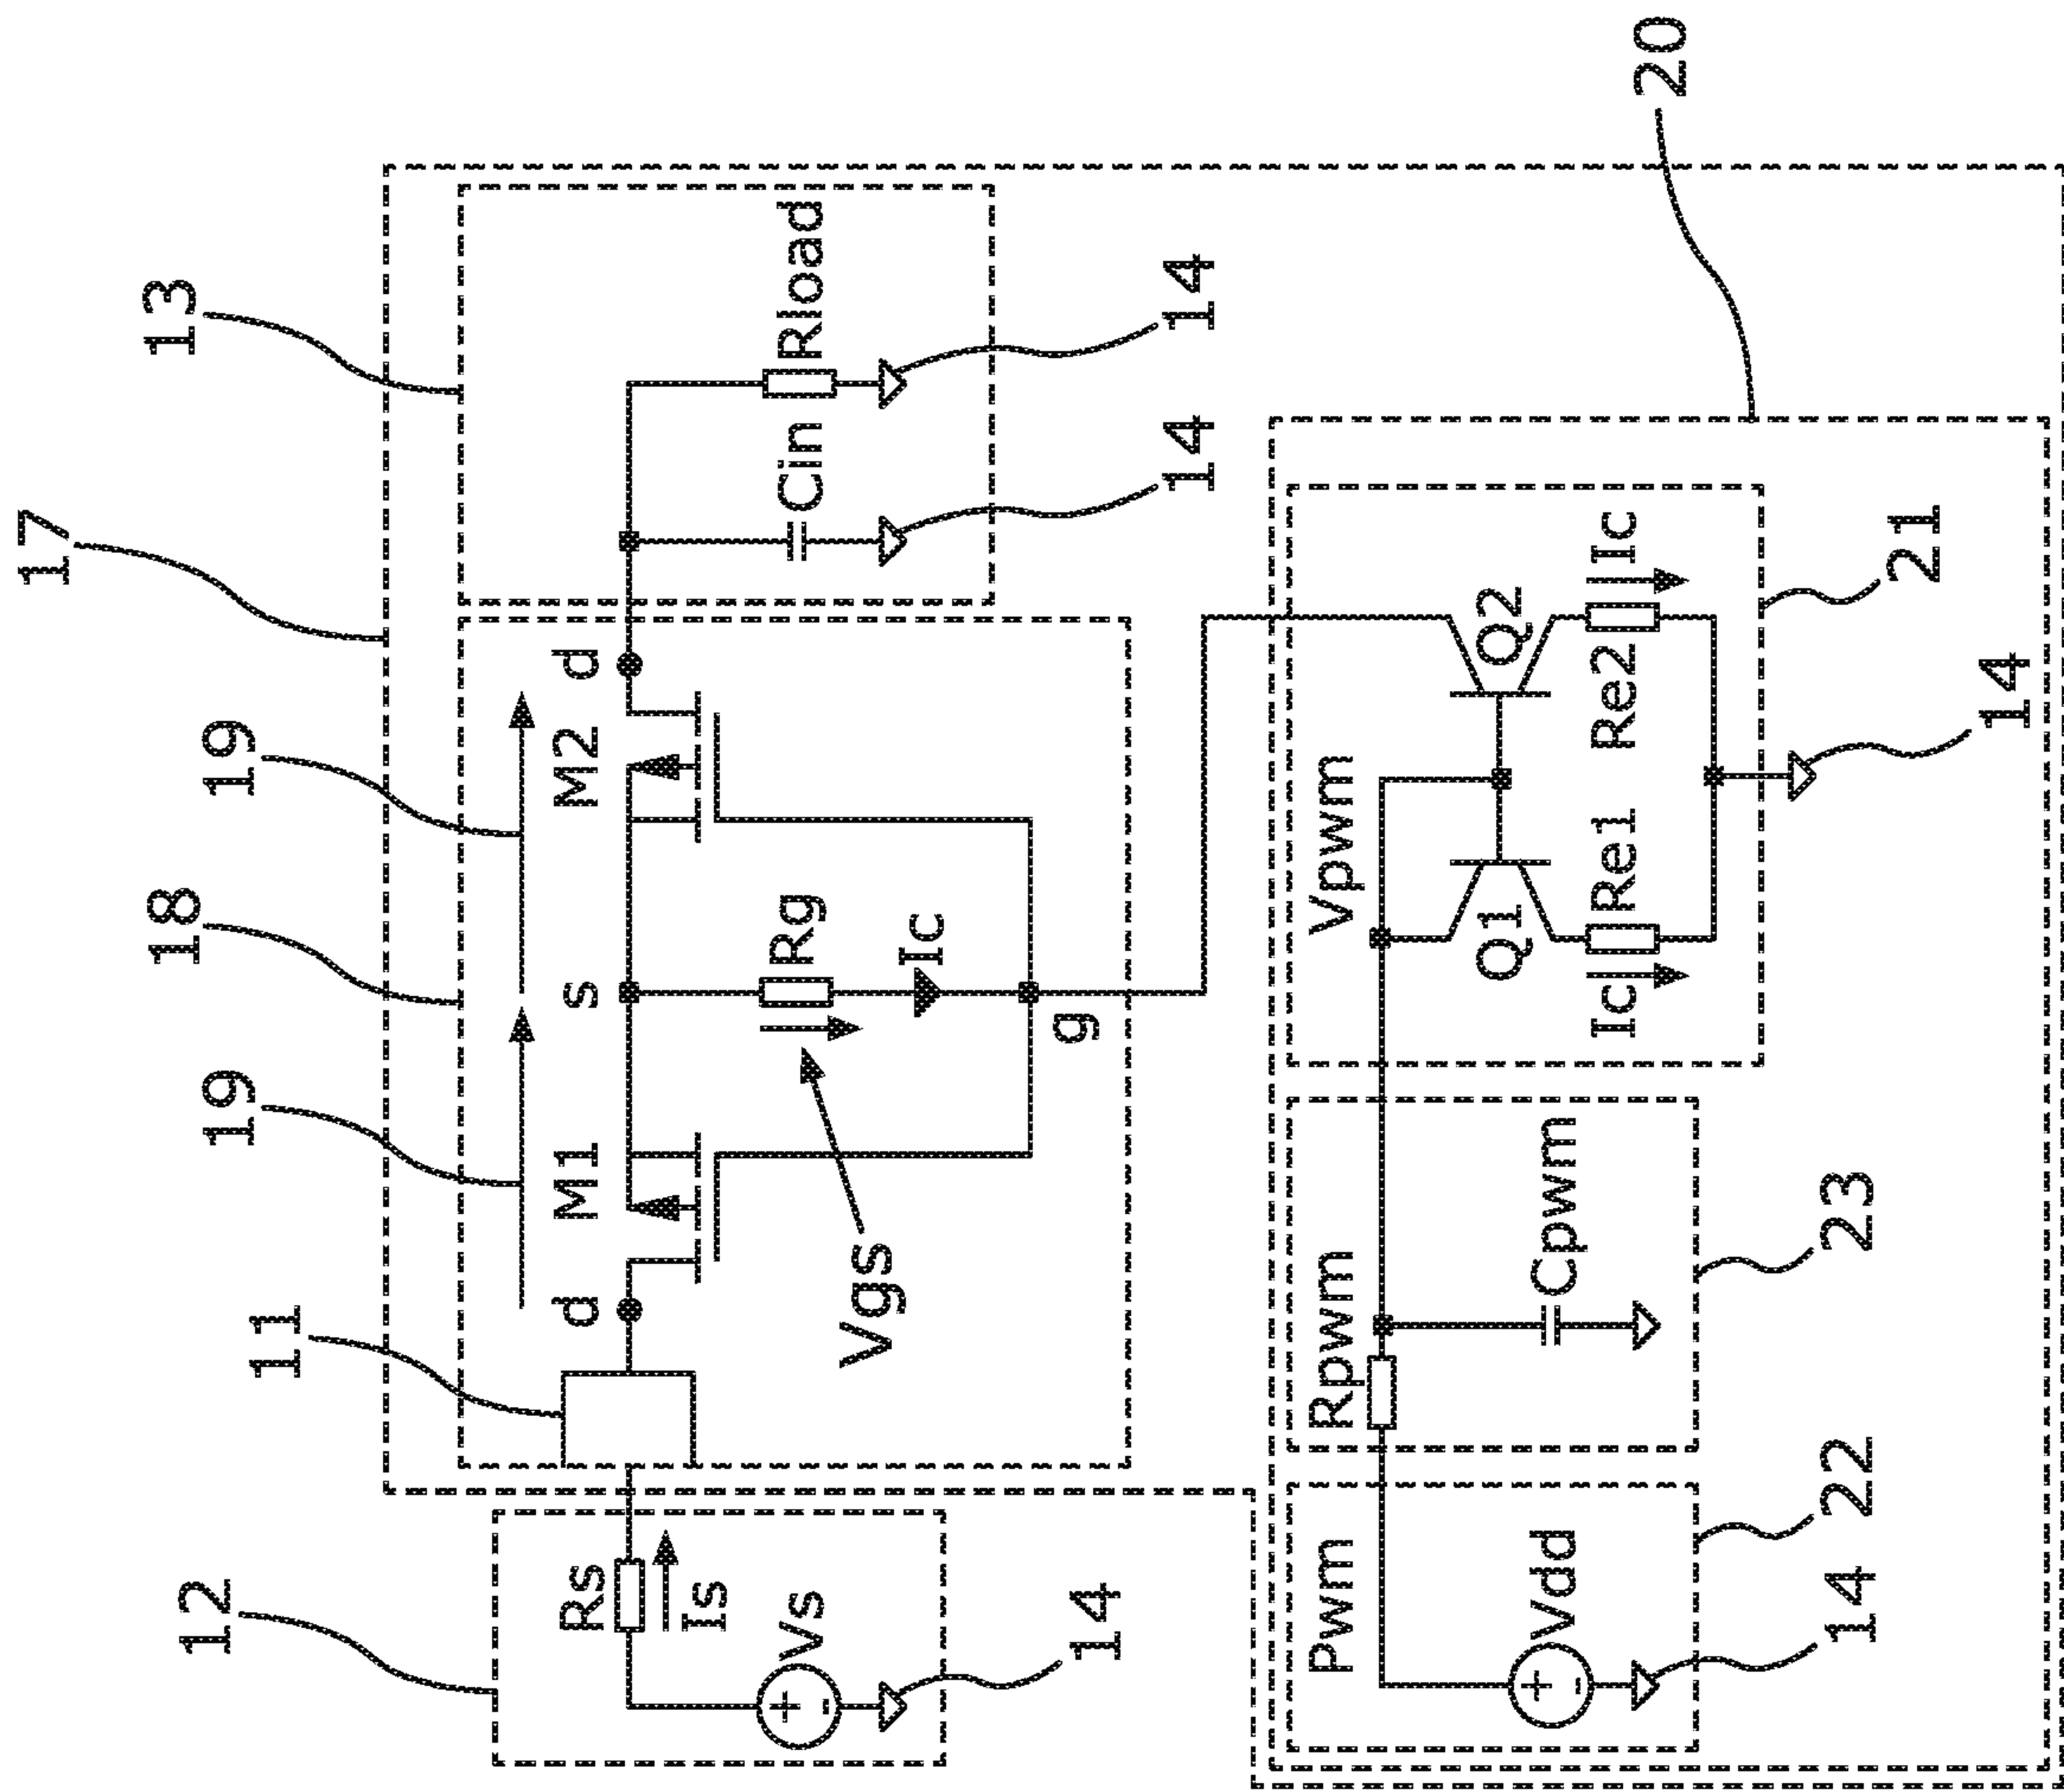 17
12
11
19
18
19
13
Rs
Is
Vs
14
d
M1
s
M2
d
Vgs
Rg
Ic
g
Cin
Rload
14
14
20
Pwm
Vdd
14
22
Rpwm
Cpwm
23
Vpwm
Q1
Q2
Ic
Re1
Re2
Ic
21
14